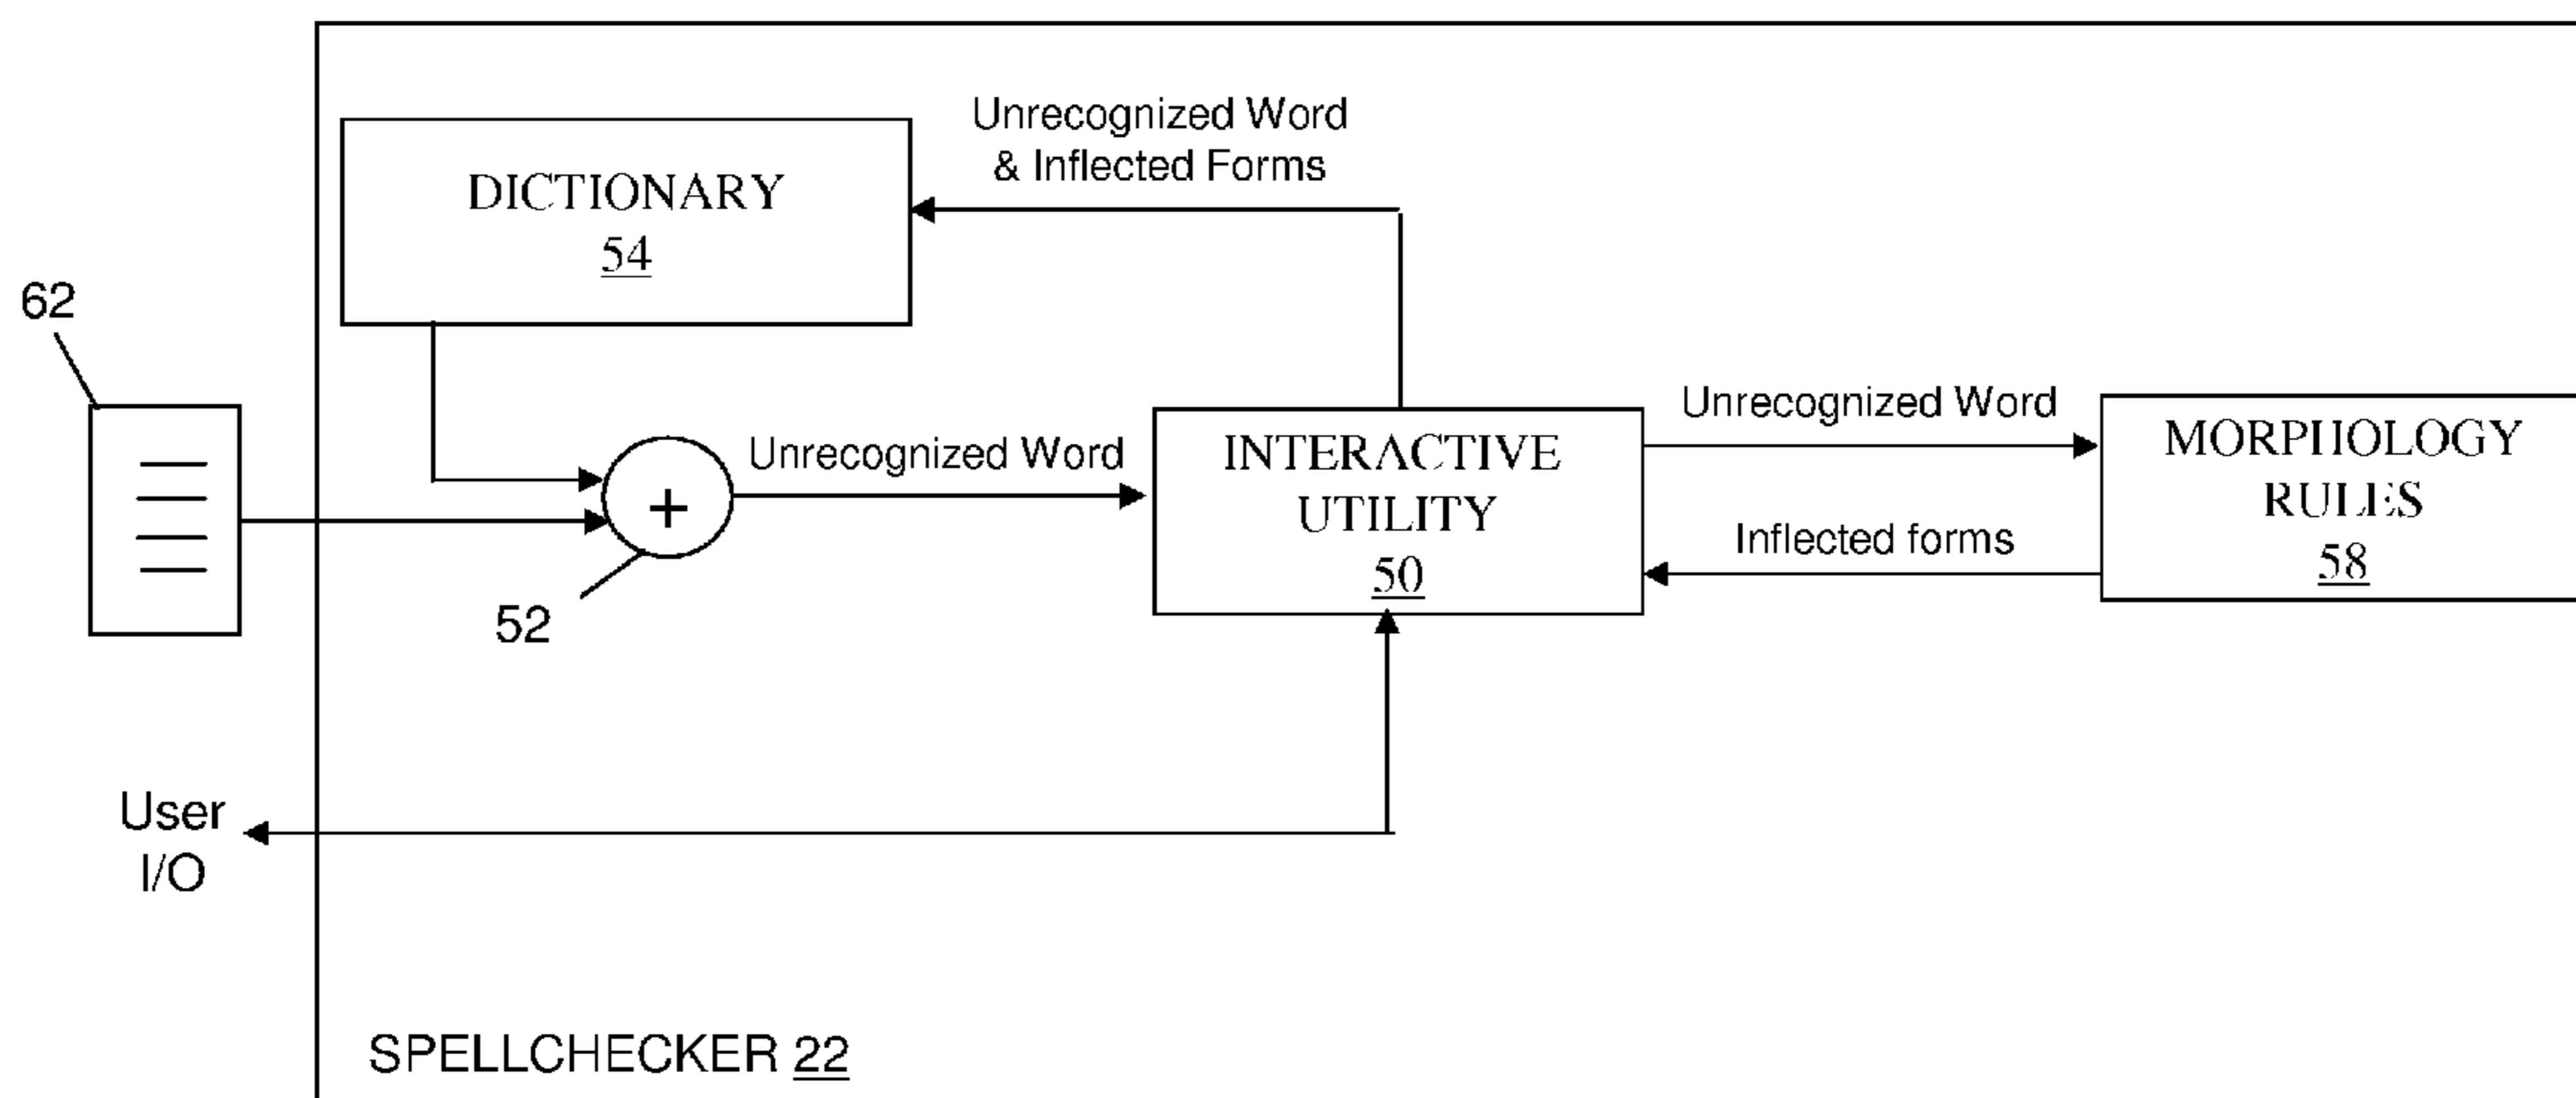 Unrecognized Word
& Inflected Forms
DICTIONARY
54
62
Unrecognized Word
MORPHOLOGY
RULES
58
Unrecognized Word
INTERACTIVE
UTILITY
50
Inflected forms
+
52
User
I/O
SPELLCHECKER 22